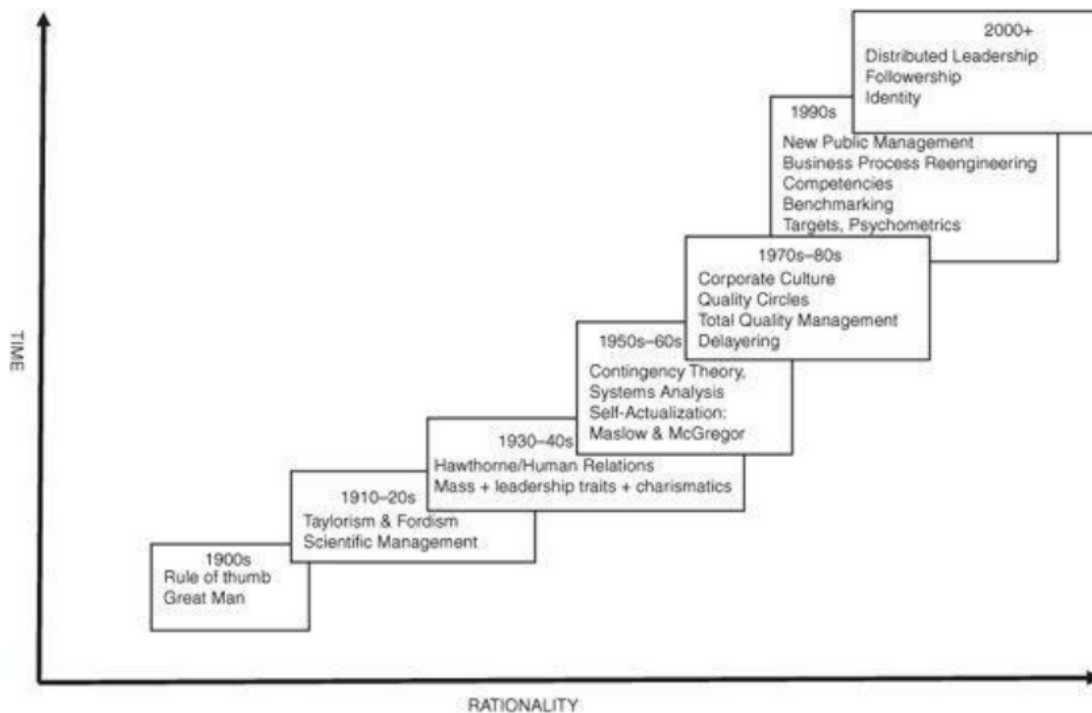 2000+
Distributed Leadership
Followership
Identity
1990s
New Public Management
Business Process Reengineering
Competencies
Benchmarking
Targets, Psychometrics
1970s–80s
Corporate Culture
Quality Circles
Total Quality Management
Delayering
1950s–60s
Contingency Theory,
Systems Analysis
Self-Actualization:
Maslow & McGregor
1930–40s
Hawthorne/Human Relations
Mass + leadership traits + charismatics
1910–20s
Taylorism & Fordism
Scientific Management
1900s
Rule of thumb
Great Man
TIME
RATIONALITY